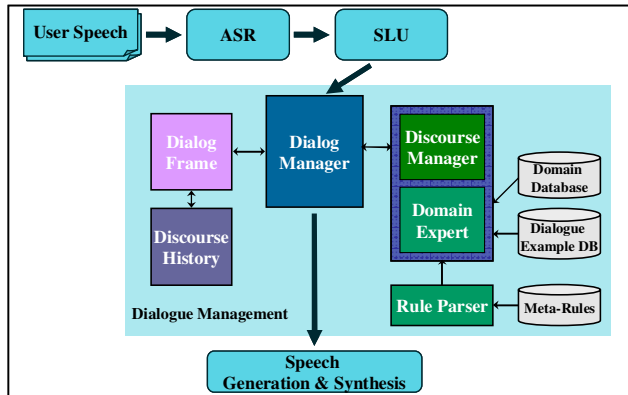 User Speech
ASR
SLU
Dialog
Frame
Dialog
Manager
Discourse
Manager
Domain
Database
Domain
Expert
Dialogue
Example DB
Discourse
History
Rule Parser
Meta-Rules
Dialogue Management
Speech
Generation & Synthesis